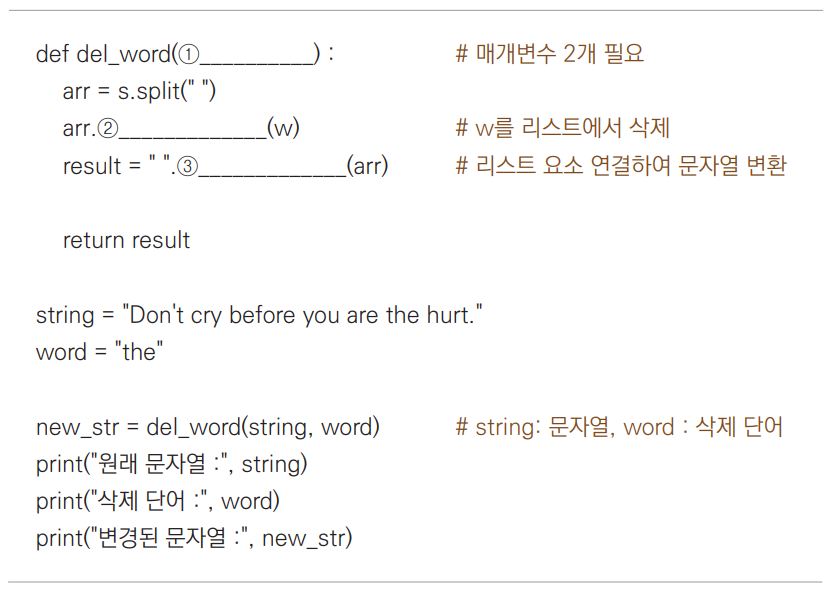 def del_word(①__________) : # 매개변수 2개 필요
arr = s.split(" ")
arr.②_____________(w) # w를 리스트에서 삭제
result = " ".③_____________(arr) # 리스트 요소 연결하여 문자열 변환
return result
string = "Don't cry before you are the hurt."
word = "the"
new_str = del_word(string, word) # string: 문자열, word : 삭제 단어
print("원래 문자열 :", string)
print("삭제 단어 :", word)
print("변경된 문자열 :", new_str)